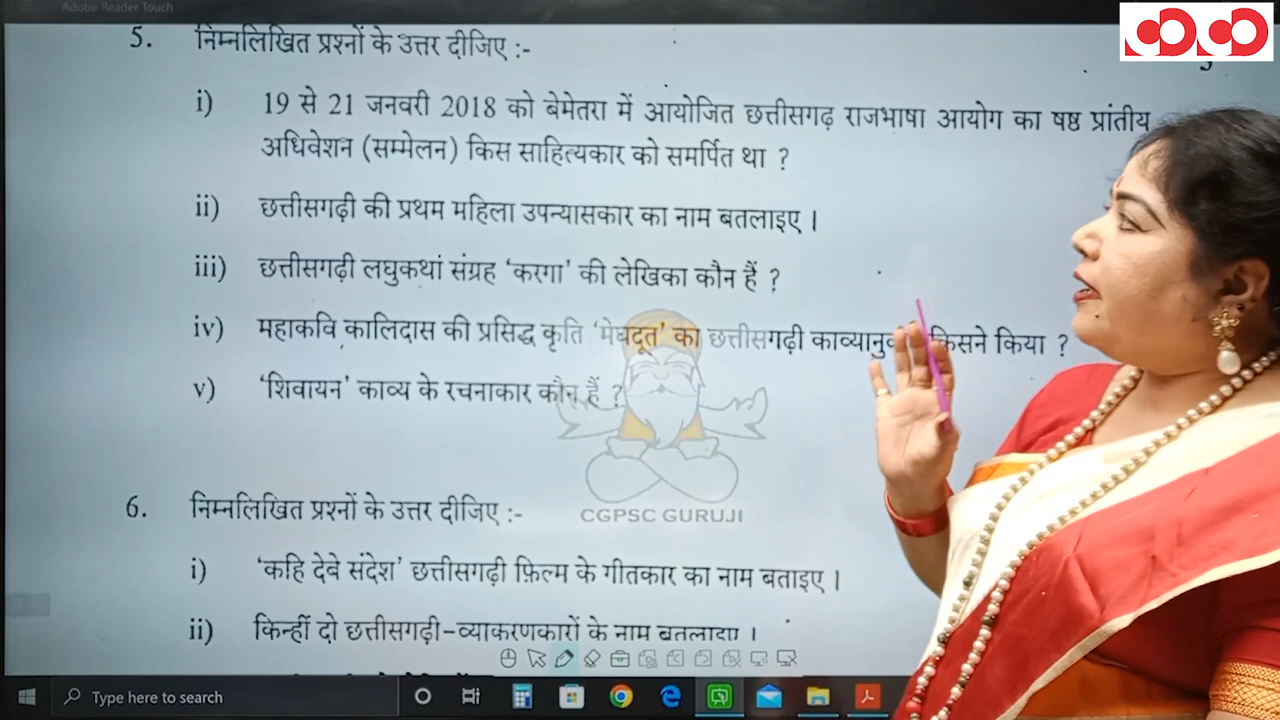 Adobe Reader Touch
5. निम्नलिखित प्रश्नों के उत्तर दीजिए :-
i) 19 से 21 जनवरी 2018 को बेमेतरा में आयोजित छत्तीसगढ़ राजभाषा आयोग का षष्ठ प्रांतीय
अधिवेशन (सम्मेलन) किस साहित्यकार को समर्पित था ?
ii) छत्तीसगढ़ी की प्रथम महिला उपन्यासकार का नाम बतलाइए ।
iii) छत्तीसगढ़ी लघुकथां संग्रह ‘करगा’ की लेखिका कौन हैं ?
iv) महाकवि कालिदास की प्रसिद्ध कृति ‘मेघदूत’ का छत्तीसगढ़ी किसने किया ?
v) ‘शिवायन’ काव्य के रचनाकार कौन हैं ?
CGPSC GURUJI
6. निम्नलिखित प्रश्नों के उत्तर दीजिए :-
i) ‘कहि देबे संदेश’ छत्तीसगढ़ी फ़िल्म के गीतकार का नाम बताइए ।
ii) किन्हीं दो छत्तीसगढ़ी-व्याकरणकारों के नाम बतलाइए ।
Type here to search